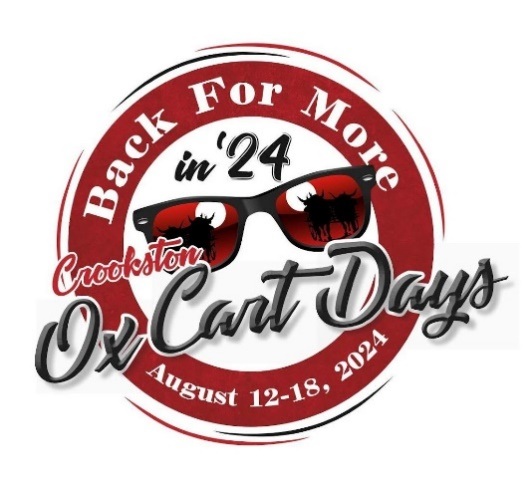 Back For More
in '24
Crookston
Ox Cart Days
August 12-18, 2024